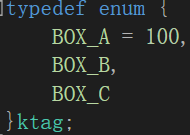 typedef enum {
BOX_A = 100,
BOX_B,
BOX_C
}ktag;